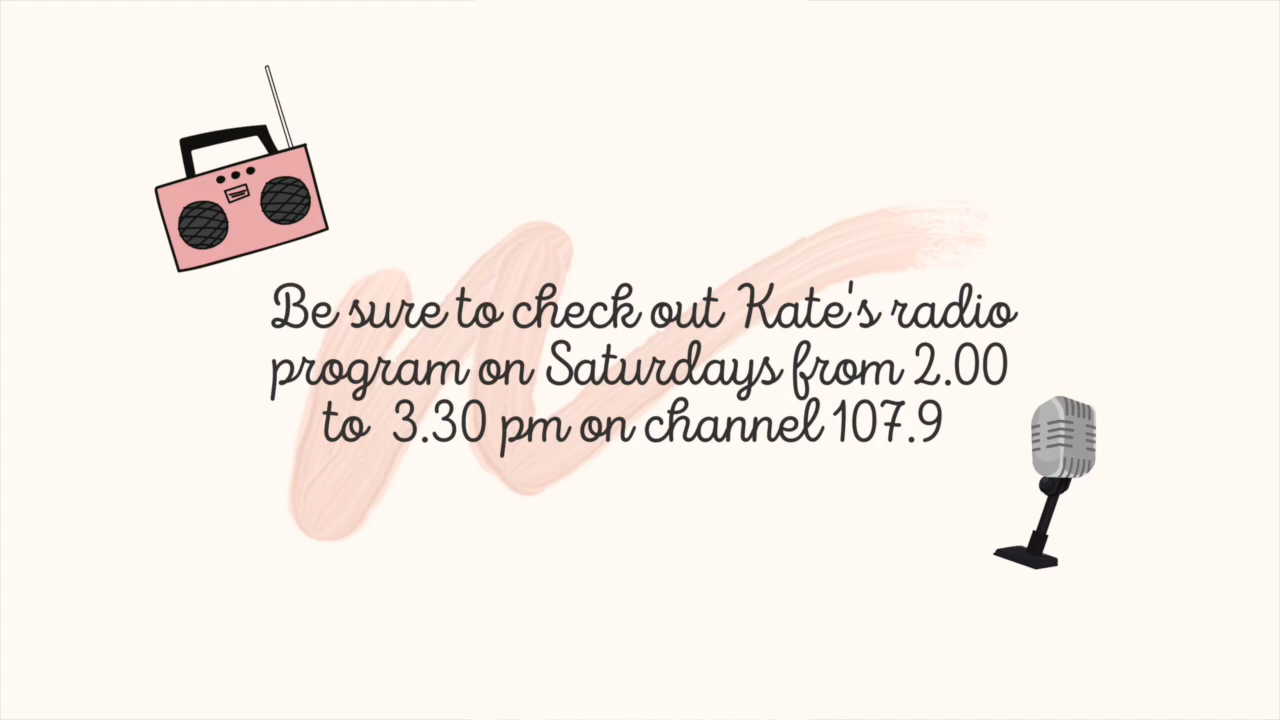 Be sure to check out Kate's radio
program on Saturdays from 2.00
to 3.30 pm on channel 107.9